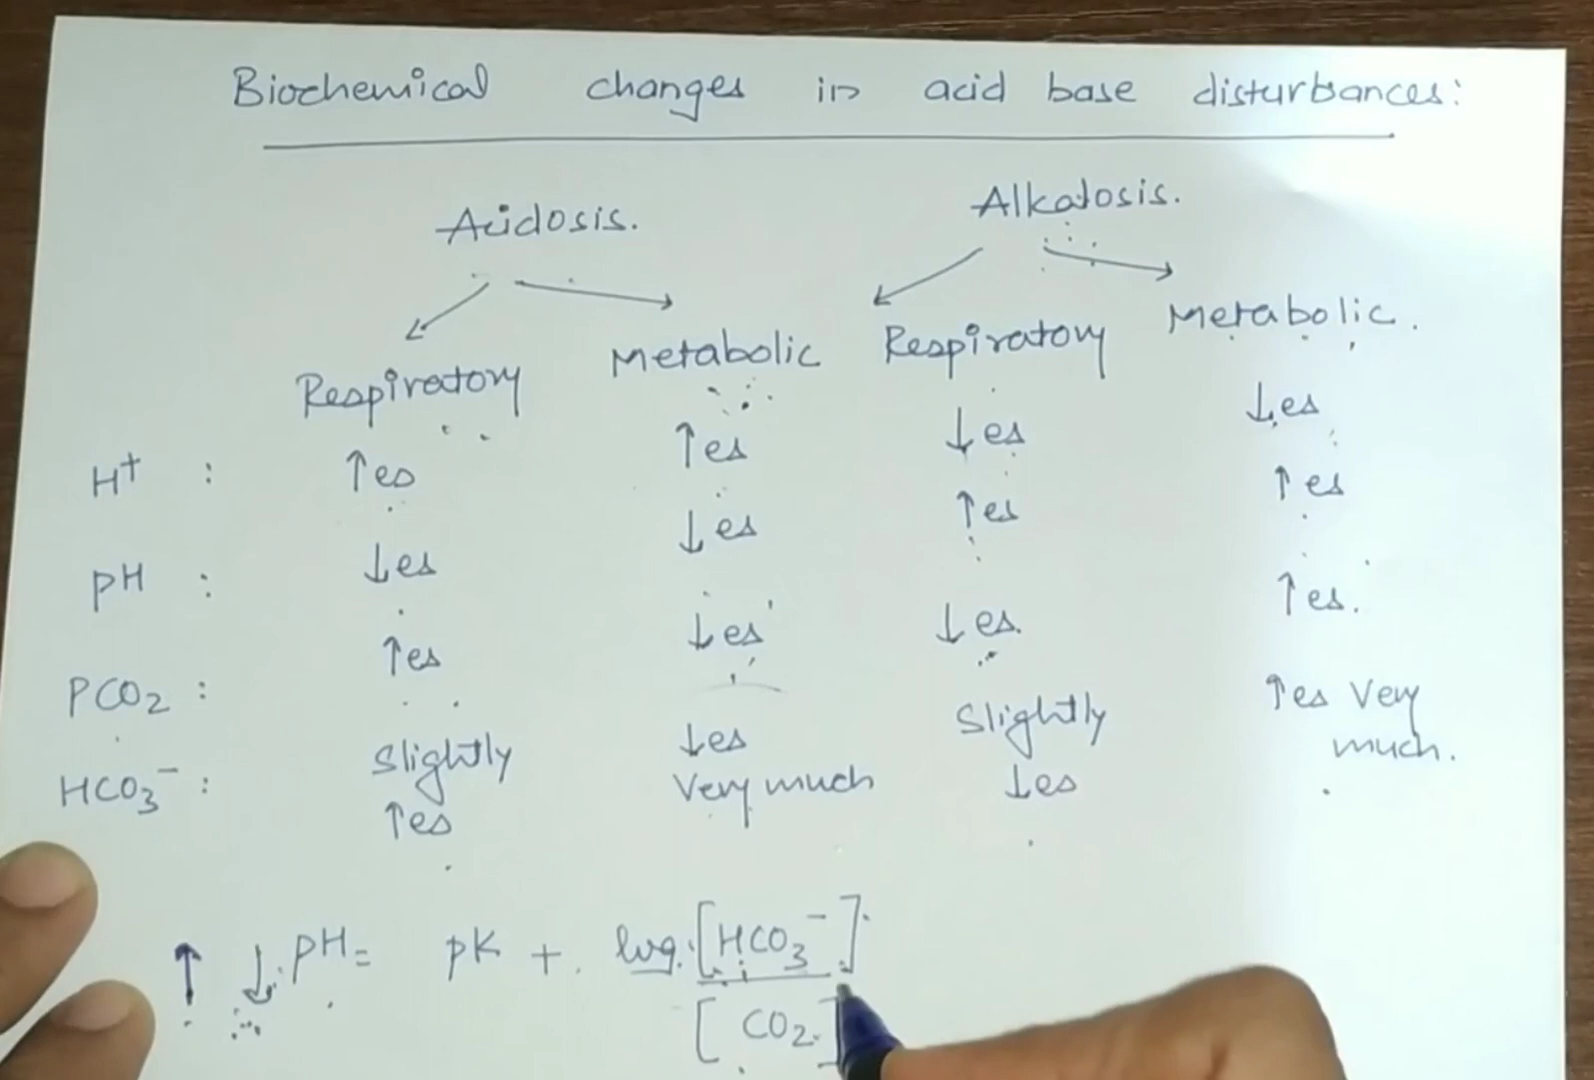 Biochemical changes in acid base disturbances:
Acidosis. Alkalosis.
Respiratory Metabolic Respiratory Metabolic.
H⁺ : ↑es ↑es ↓es ↓es
pH : ↓es ↓es ↑es ↑es
PCO₂ : ↑es ↓es ↓es. ↑es.
HCO₃⁻ : Slightly ↓es Slightly ↑es Very
↑es Very much ↓es much.
↑ ↓ pH = pK + log. [HCO₃⁻]
[CO₂]